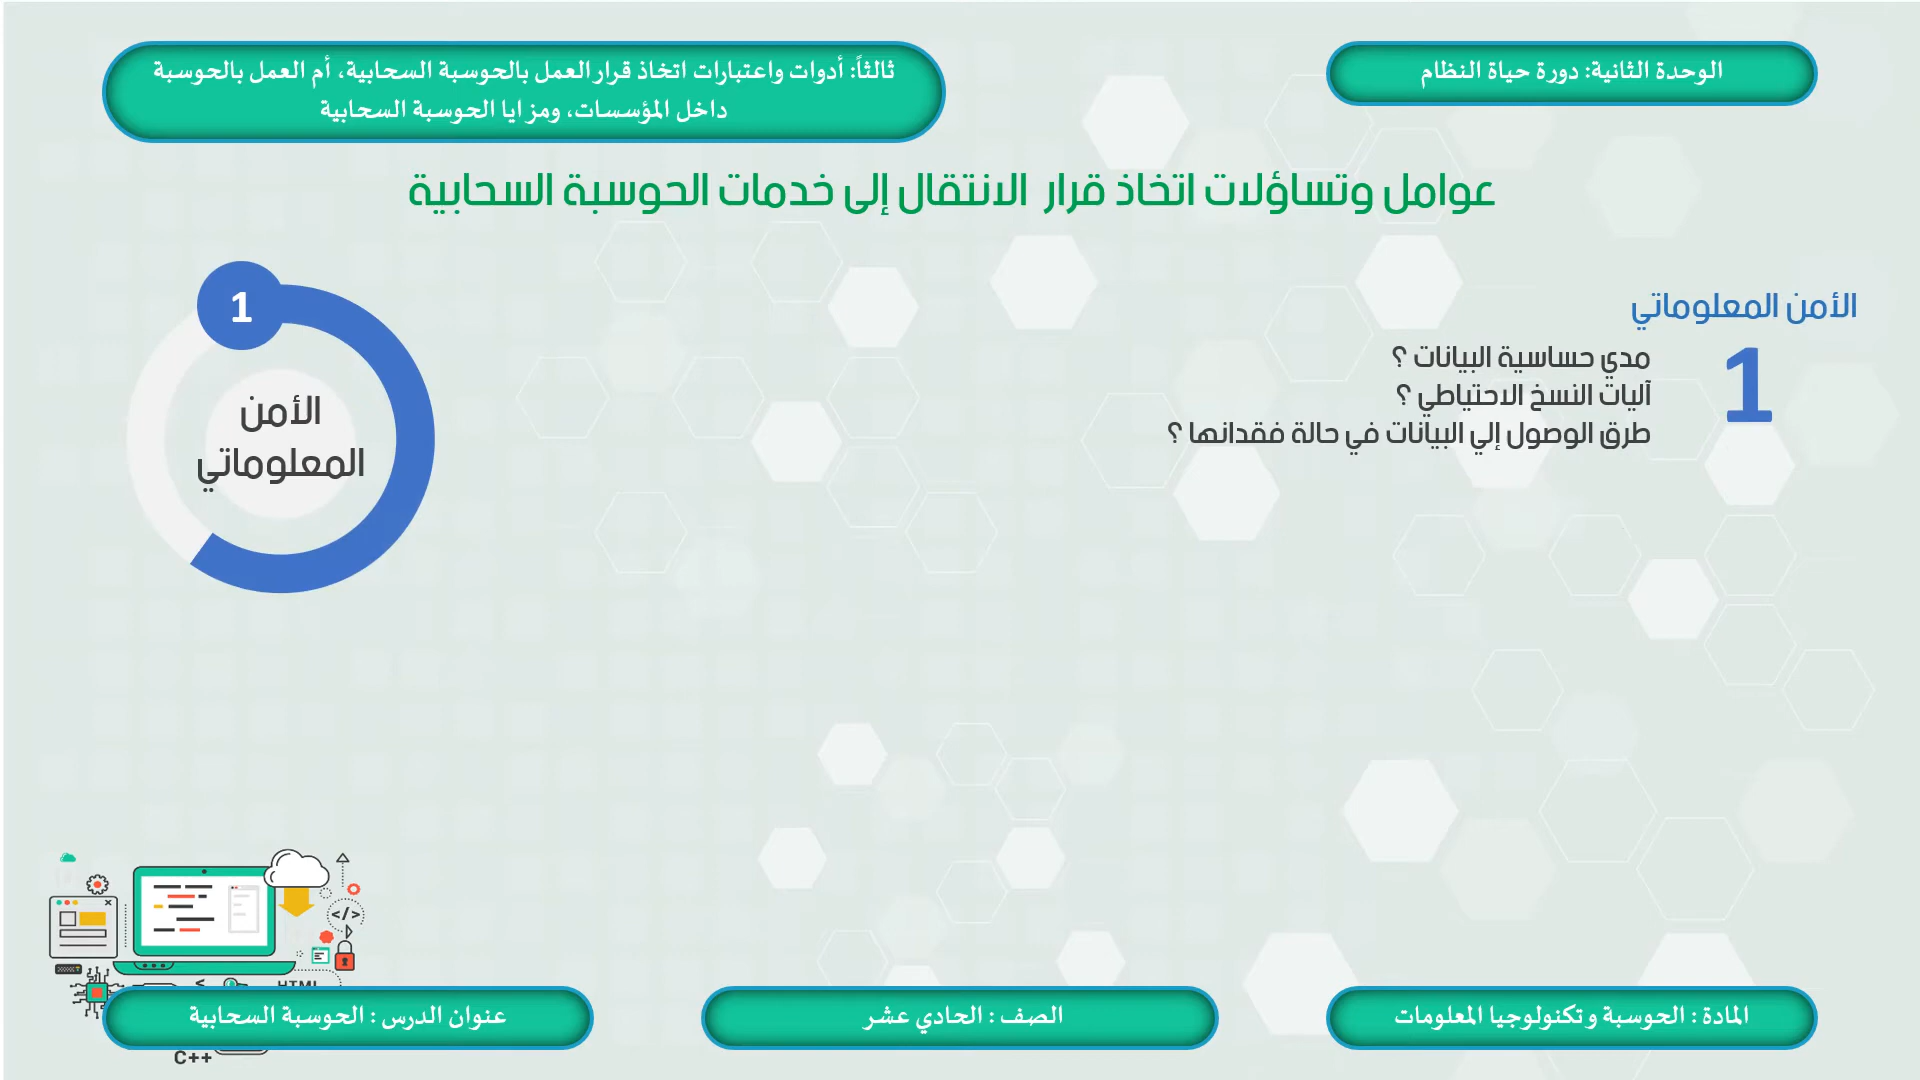 الوحدة الثانية: دورة حياة النظام
ثالثاً: أدوات واعتبارات اتخاذ قرار العمل بالحوسبة السحابية، أم العمل بالحوسبة
داخل المؤسسات، ومزايا الحوسبة السحابية
عوامل وتساؤلات اتخاذ قرار الانتقال إلى خدمات الحوسبة السحابية
الأمن المعلوماتي
1
مدي حساسية البيانات ؟
آليات النسخ الاحتياطي ؟
طرق الوصول إلي البيانات في حالة فقدانها ؟
1
الأمن
المعلوماتي
</>
المادة : الحوسبة وتكنولوجيا المعلومات
الصف : الحادي عشر
عنوان الدرس : الحوسبة السحابية
C++